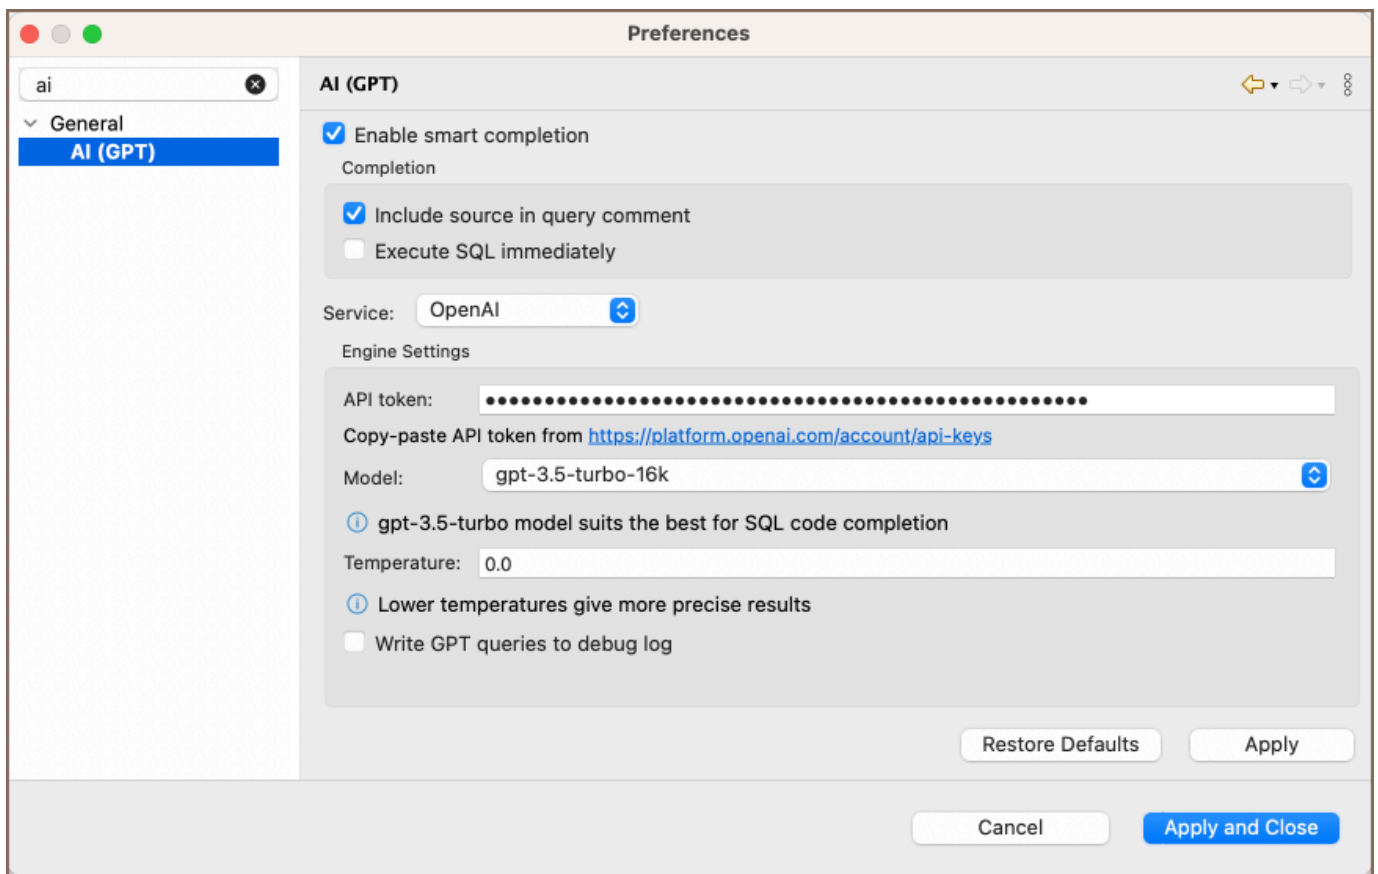 Preferences
ai
General
AI (GPT)
AI (GPT)
Enable smart completion
Completion
Include source in query comment
Execute SQL immediately
Service: OpenAI
Engine Settings
API token: •••••••••••••••••••••••••••••••••••••••••••••••••••
Copy-paste API token from https://platform.openai.com/account/api-keys
Model: gpt-3.5-turbo-16k
gpt-3.5-turbo model suits the best for SQL code completion
Temperature: 0.0
Lower temperatures give more precise results
Write GPT queries to debug log
Restore Defaults Apply
Cancel Apply and Close